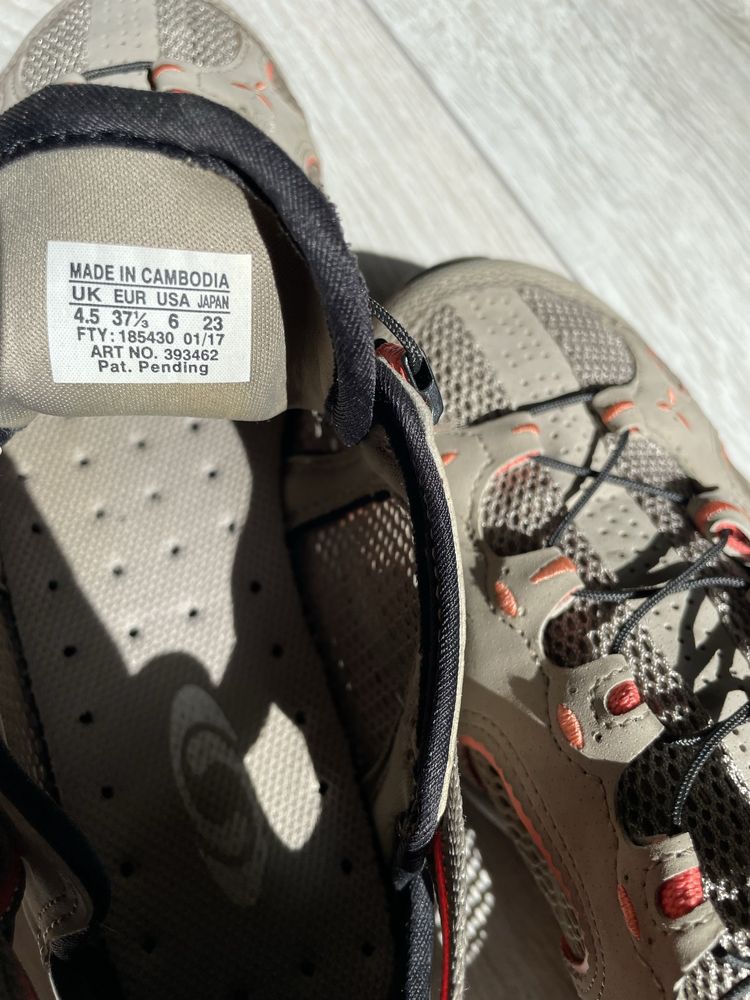 MADE IN CAMBODIA
UK EUR USA JAPAN
4.5 37⅓ 6 23
FTY: 185430 01/17
ART NO. 393462
Pat. Pending